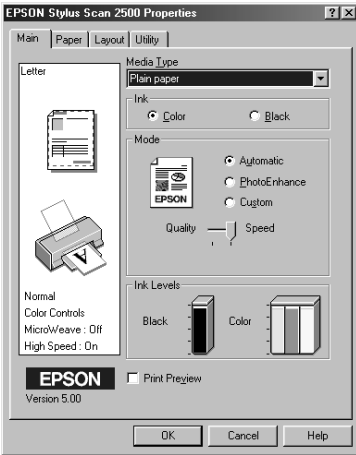 EPSON Stylus Scan 2500 Properties
Main
Paper
Layout
Utility
Letter
Media Type
Plain paper
Ink
Color
Black
Mode
EPSON
Automatic
PhotoEnhance
Custom
Quality
Speed
Normal
Color Controls
MicroWeave : Off
High Speed : On
Ink Levels
Black
Color
EPSON
Version 5.00
Print Preview
OK
Cancel
Help